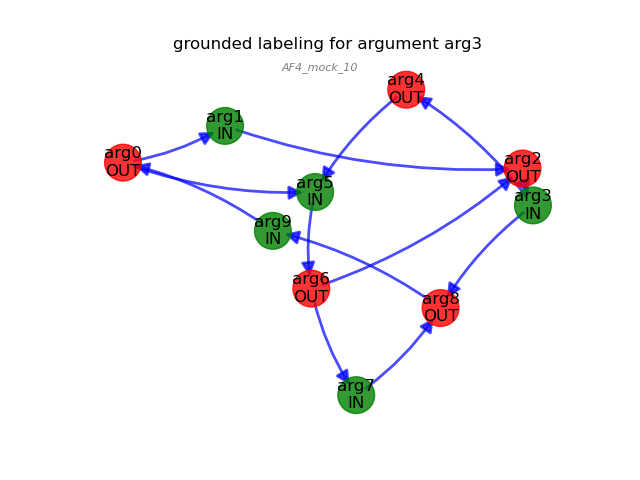 grounded labeling for argument arg3
AF4_mock_10
arg4
OUT
arg1
IN
arg0
OUT
arg2
OUT
arg5
IN
arg3
IN
arg9
IN
arg6
OUT
arg8
OUT
arg7
IN